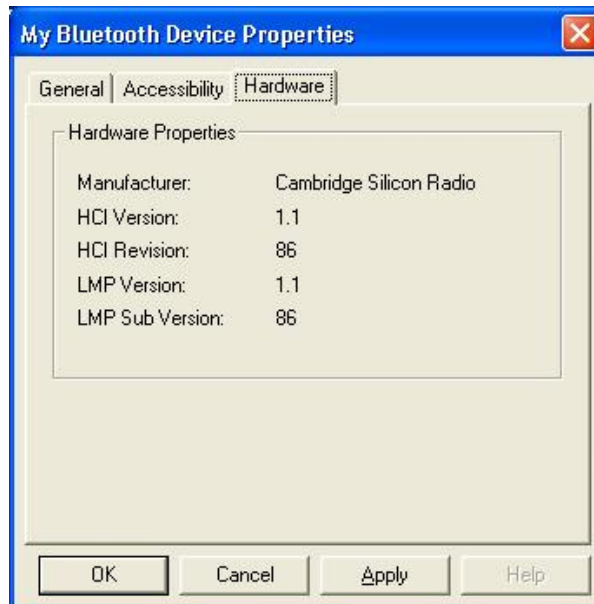 My Bluetooth Device Properties
General Accessibility Hardware
Hardware Properties
Manufacturer: Cambridge Silicon Radio
HCI Version: 1.1
HCI Revision: 86
LMP Version: 1.1
LMP Sub Version: 86
OK Cancel Apply Help